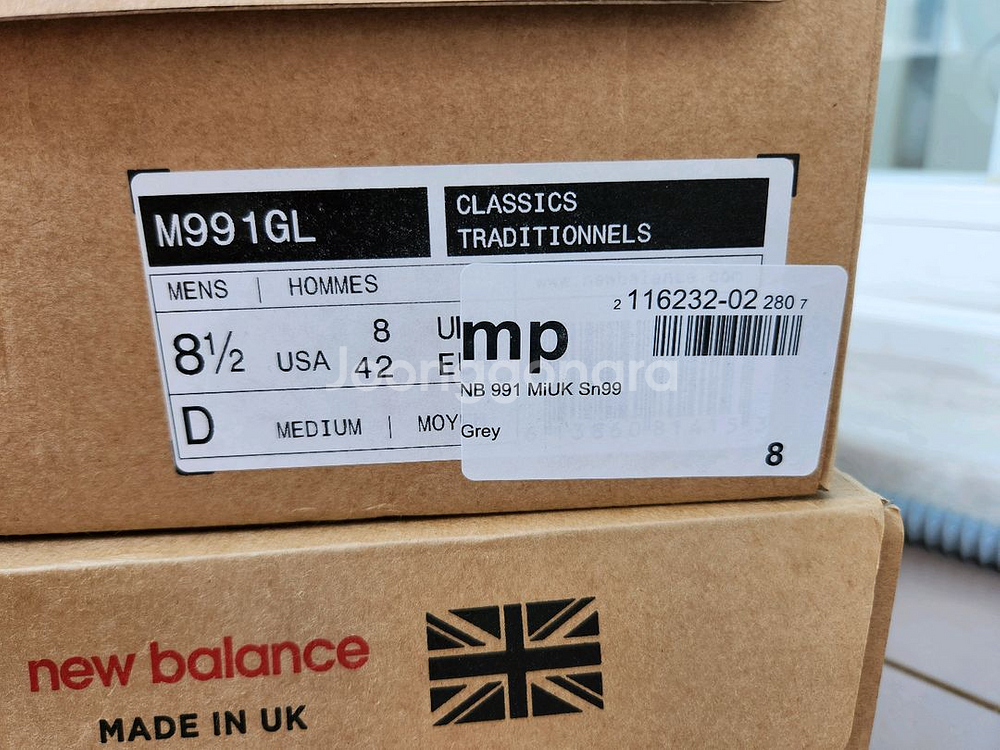 M991GL
CLASSICS
TRADITIONNELS
MENS | HOMMES
8½ USA
8
42
D MEDIUM | MOY
2 116232-02 280 7
mp
NB 991 MiUK Sn99
Grey
8
Joonggonara
new balance
MADE IN UK